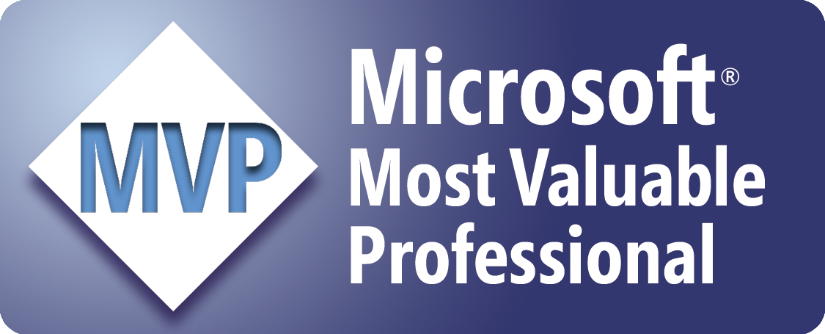 MVP
Microsoft®
Most Valuable
Professional